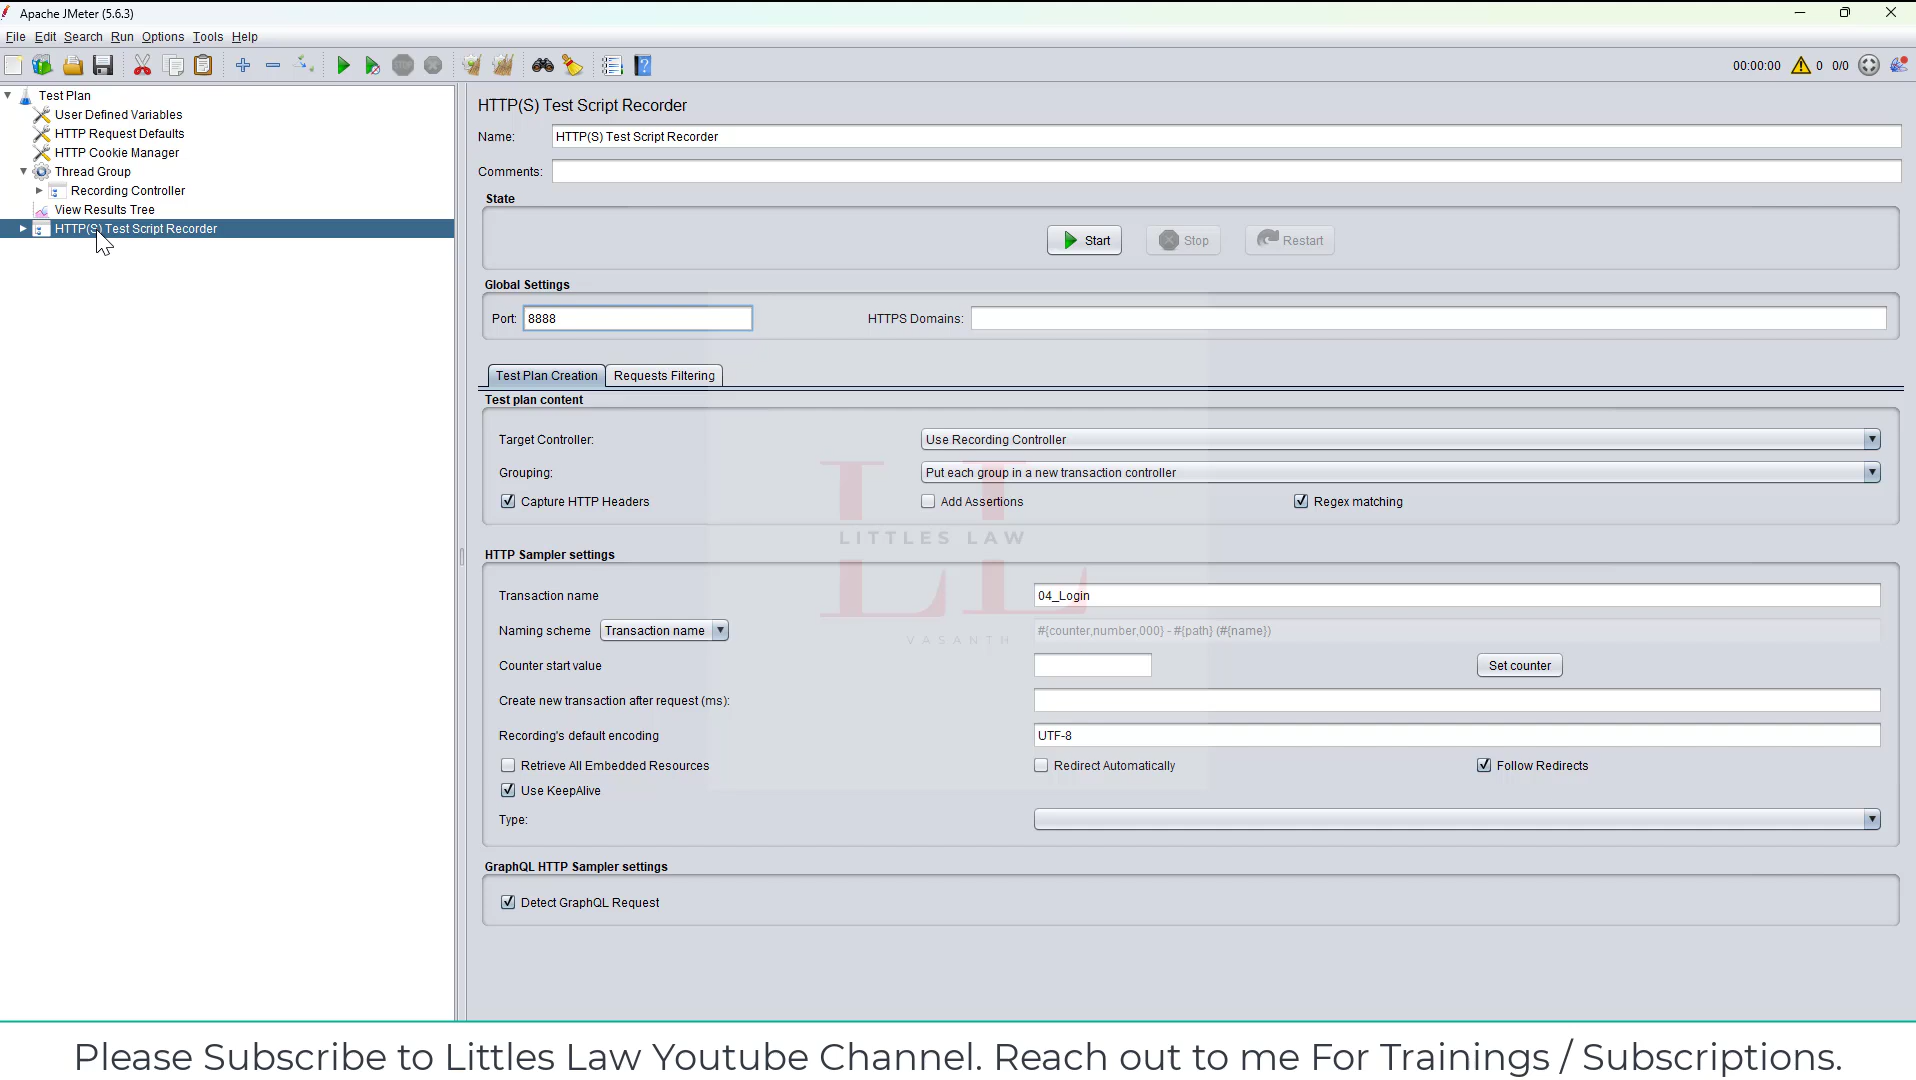 Apache JMeter (5.6.3)
File Edit Search Run Options Tools Help
00:00:00 0 0/0
Test Plan
User Defined Variables
HTTP Request Defaults
HTTP Cookie Manager
Thread Group
Recording Controller
View Results Tree
HTTP(S) Test Script Recorder
HTTP(S) Test Script Recorder
Name: HTTP(S) Test Script Recorder
Comments:
State
Start Stop Restart
Global Settings
Port: 8888 HTTPS Domains:
Test Plan Creation Requests Filtering
Test plan content
Target Controller: Use Recording Controller
Grouping: Put each group in a new transaction controller
Capture HTTP Headers Add Assertions Regex matching
LITTLES LAW
HTTP Sampler settings
Transaction name 04_Login
Naming scheme Transaction name #{counter,number,000} - #{path} (#{name})
VASANTH
Counter start value Set counter
Create new transaction after request (ms):
Recording's default encoding UTF-8
Retrieve All Embedded Resources Redirect Automatically Follow Redirects
Use KeepAlive
Type:
GraphQL HTTP Sampler settings
Detect GraphQL Request
Please Subscribe to Littles Law Youtube Channel. Reach out to me For Trainings / Subscriptions.